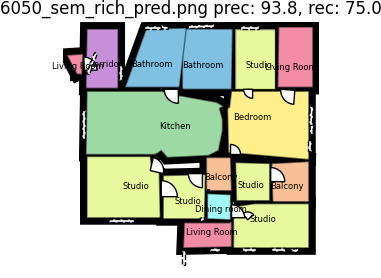 6050_sem_rich_pred.png prec: 93.8, rec: 75.0
Bathroom
Bathroom
Studio
Living Room
Living Room
Corridor
Kitchen
Bedroom
Studio
Balcony
Studio
Balcony
Studio
Dining room
Living Room
Studio